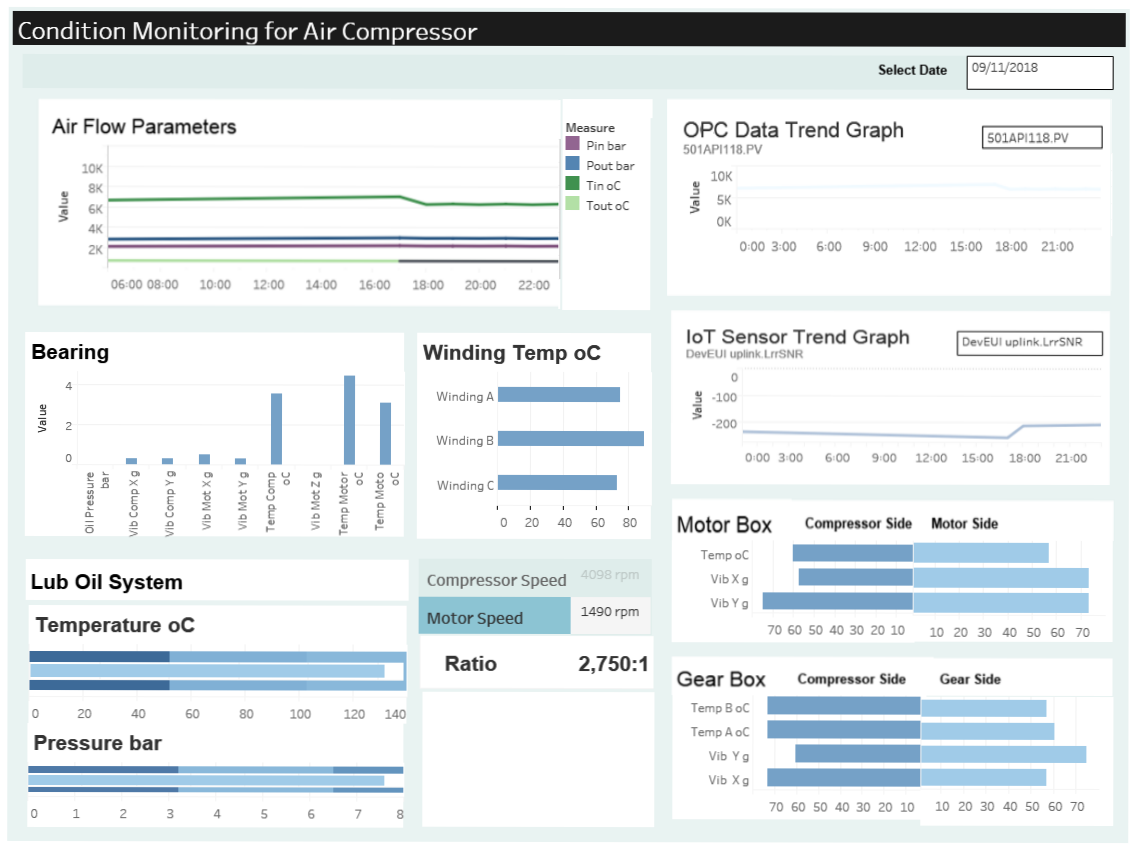 Condition Monitoring for Air Compressor
Select Date
09/11/2018
Air Flow Parameters
Value
10K
8K
6K
4K
2K
06:00 08:00 10:00 12:00 14:00 16:00 18:00 20:00 22:00
Measure
Pin bar
Pout bar
Tin oC
Tout oC
OPC Data Trend Graph
501API118.PV
501API118.PV
Value
10K
5K
0K
0:00 3:00 6:00 9:00 12:00 15:00 18:00 21:00
IoT Sensor Trend Graph
DevEUI uplink.LrrSNR
DevEUI uplink.LrrSNR
Value
0
-100
-200
0:00 3:00 6:00 9:00 12:00 15:00 18:00 21:00
Bearing
Value
4
2
0
Oil Pressure bar
Vib Comp X g
Vib Comp Y g
Vib Mot X g
Vib Mot Y g
Temp Comp oC
Vib Mot Z g
Temp Motor oC
Temp Moto oC
Winding Temp oC
Winding A
Winding B
Winding C
0 20 40 60 80
Motor Box Compressor Side Motor Side
Temp oC
Vib X g
Vib Y g
70 60 50 40 30 20 10 10 20 30 40 50 60 70
Lub Oil System
Temperature oC
0 20 40 60 80 100 120 140
Pressure bar
0 1 2 3 4 5 6 7 8
Compressor Speed 4098 rpm
Motor Speed 1490 rpm
Ratio 2,750:1
Gear Box Compressor Side Gear Side
Temp B oC
Temp A oC
Vib Y g
Vib X g
70 60 50 40 30 20 10 10 20 30 40 50 60 70